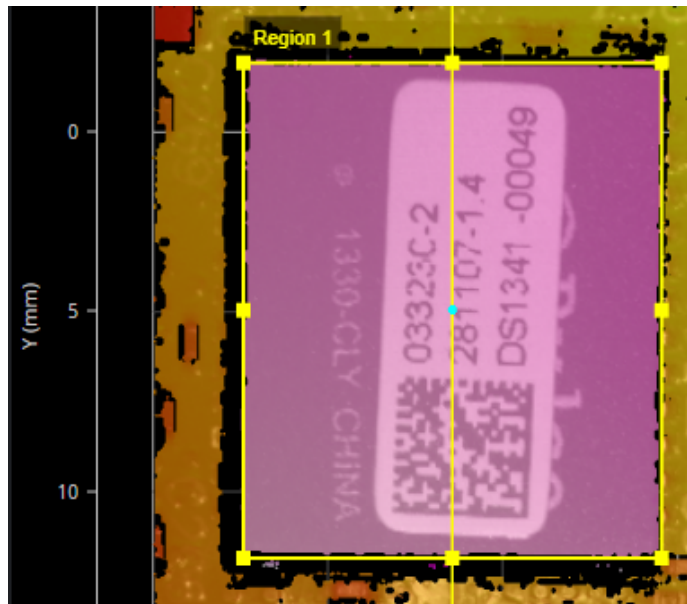 Region 1
0
5
10
Y (mm)
03323C-2
281107-1.4
DS1341 -00049
1330-CLY CHINA